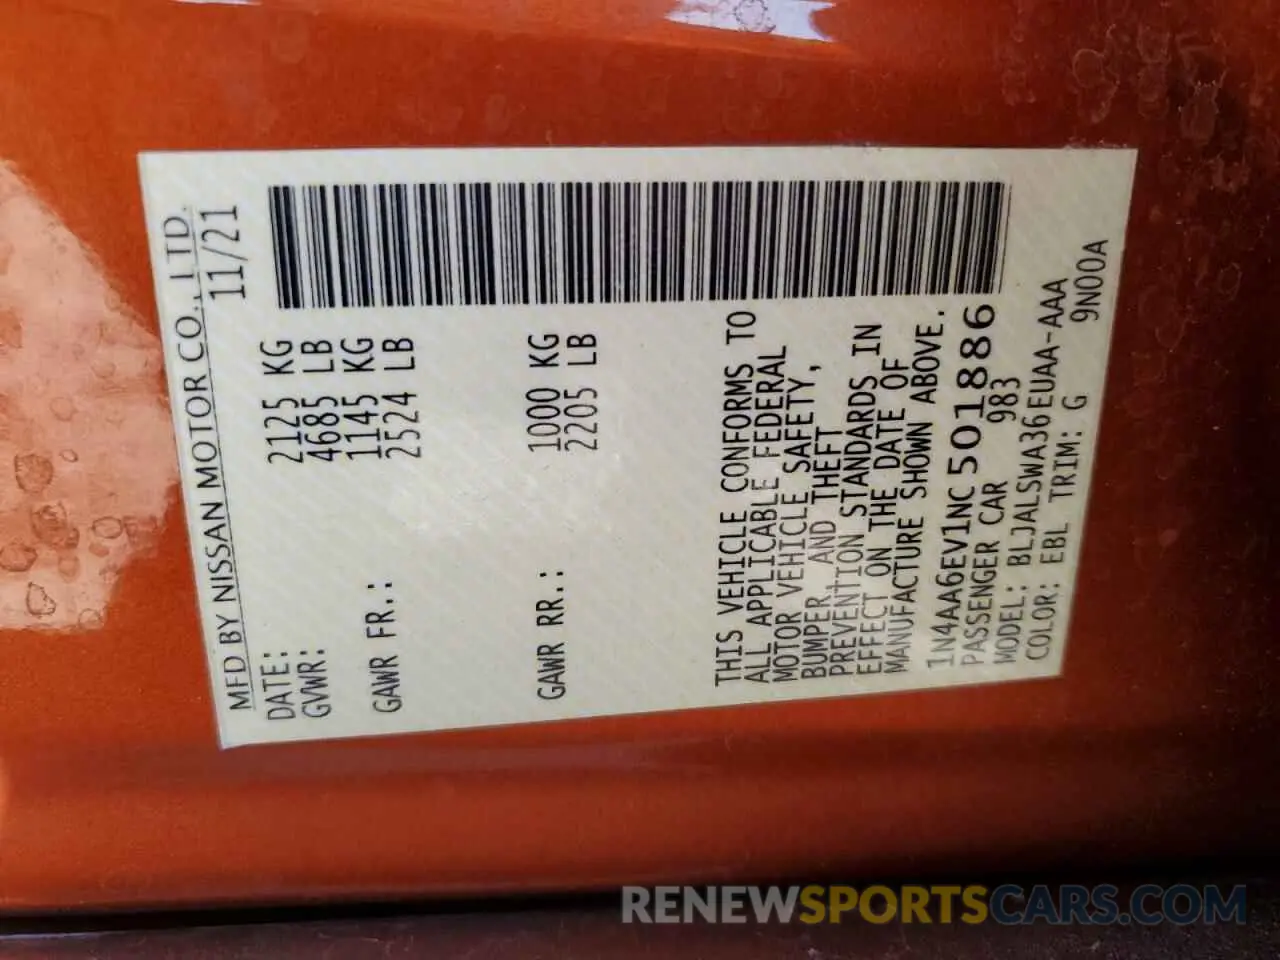 MFD BY NISSAN MOTOR CO., LTD.
DATE: 11/21
GVWR: 2125 KG
4685 LB
GAWR FR.: 1145 KG
2524 LB
GAWR RR.: 1000 KG
2205 LB
THIS VEHICLE CONFORMS TO
ALL APPLICABLE FEDERAL
MOTOR VEHICLE SAFETY,
BUMPER, AND THEFT
PREVENTION STANDARDS IN
EFFECT ON THE DATE OF
MANUFACTURE SHOWN ABOVE.
1N4AA6EV1NC501886
PASSENGER CAR 983
MODEL: BLJALSWA36EUAA-AAA
COLOR: EBL TRIM: G 9N00A
RENEWSPORTSCARS.COM